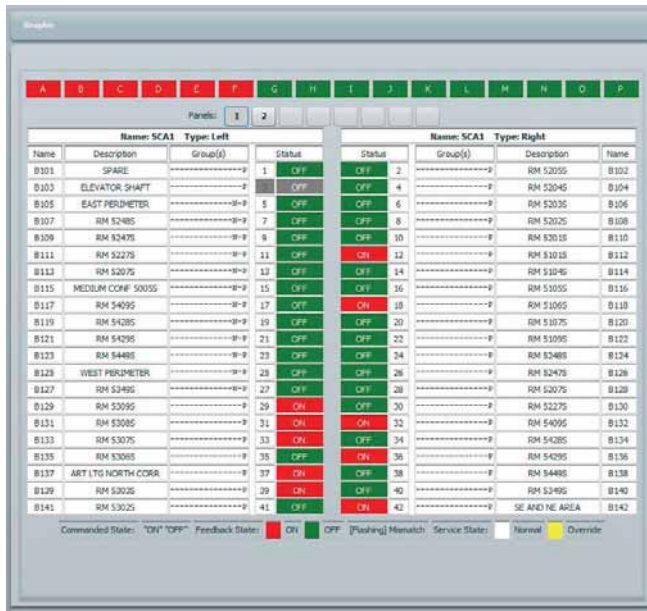 Graphic
A B C D E F G H I J K L M N O P
Panels: 1 2
Name: SCA1 Type: Left Name: SCA1 Type: Right
Name Description Group(s) Status Status Group(s) Description Name
B101 SPARE ---------------P 1 OFF OFF 2 ---------------P RM 5205S B102
B103 ELEVATOR SHAFT ---------------P 3 OFF OFF 4 ---------------P RM 5204S B104
B105 EAST PERIMETER -------------N-P 5 OFF OFF 6 ---------------P RM 5203S B106
B107 RM 5248S -------------N-P 7 OFF OFF 8 ---------------P RM 5202S B108
B109 RM 5247S -------------N-P 9 OFF OFF 10 ---------------P RM 5201S B110
B111 RM 5227S -------------N-P 11 OFF ON 12 ---------------P RM 5101S B112
B113 RM 5207S -------------N-P 13 OFF OFF 14 ---------------P RM 5104S B114
B115 MEDIUM CONF 5005S -------------N-P 15 OFF OFF 16 ---------------P RM 5105S B116
B117 RM 5409S -------------N-P 17 OFF ON 18 ---------------P RM 5106S B118
B119 RM 5428S -------------N-P 19 OFF OFF 20 ---------------P RM 5107S B120
B121 RM 5429S -------------N-P 21 OFF OFF 22 ---------------P RM 5109S B122
B123 RM 5449S -------------N-P 23 OFF OFF 24 ---------------P RM 5248S B124
B125 WEST PERIMETER -------------N-P 25 OFF OFF 26 ---------------P RM 5247S B126
B127 RM 5349S -------------N-P 27 OFF OFF 28 ---------------P RM 5207S B128
B129 RM 5309S ---------------P 29 ON OFF 30 ---------------P RM 5227S B130
B131 RM 5308S ---------------P 31 ON ON 32 ---------------P RM 5409S B132
B133 RM 5307S ---------------P 33 ON OFF 34 ---------------P RM 5428S B134
B135 RM 5306S ---------------P 35 OFF ON 36 ---------------P RM 5429S B136
B137 ART LTG NORTH CORR ---------------P 37 ON OFF 38 ---------------P RM 5449S B138
B139 RM 5302S ---------------P 39 ON OFF 40 ---------------P RM 5349S B140
B141 RM 5302S ---------------P 41 OFF ON 42 ---------------P SE AND NE AREA B142
Commanded State: "ON" "OFF" Feedback State: ON OFF [Flashing] Mismatch Service State: Normal Override